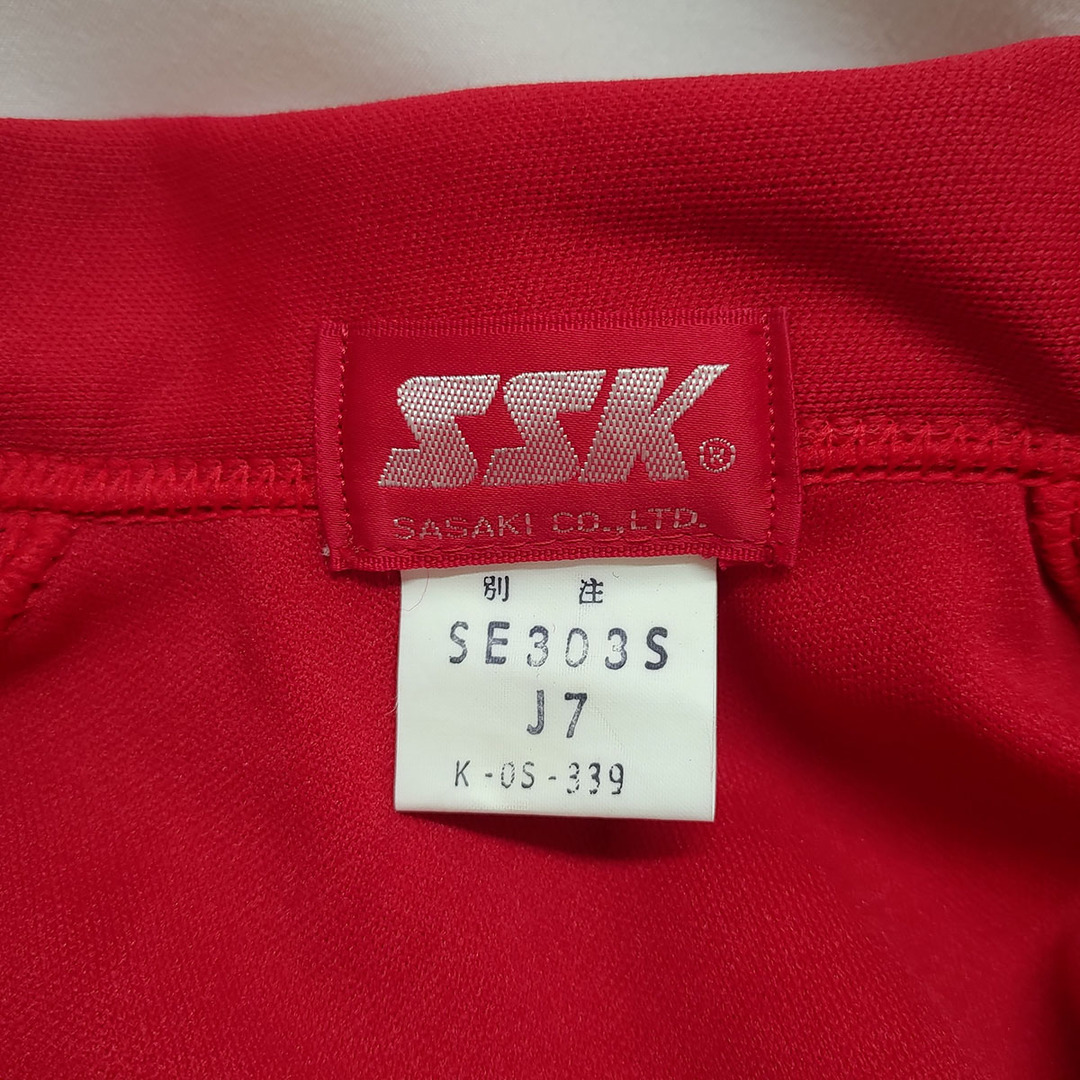 SSK®
SASAKI CO.,LTD.
別注
SE303S
J7
K-OS-339